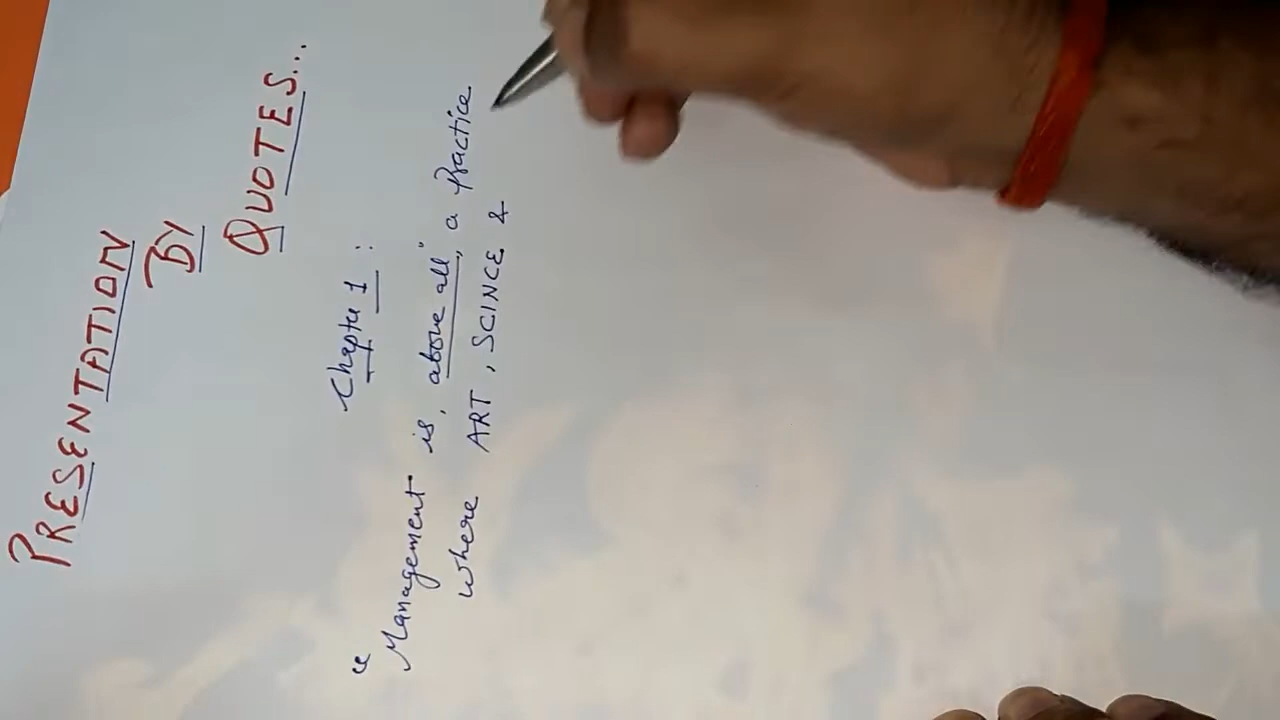 PRESENTATION
BY
QUOTES...
Chapter 1 :
" Management is, above all", a Practice
where ART, SCINCE &